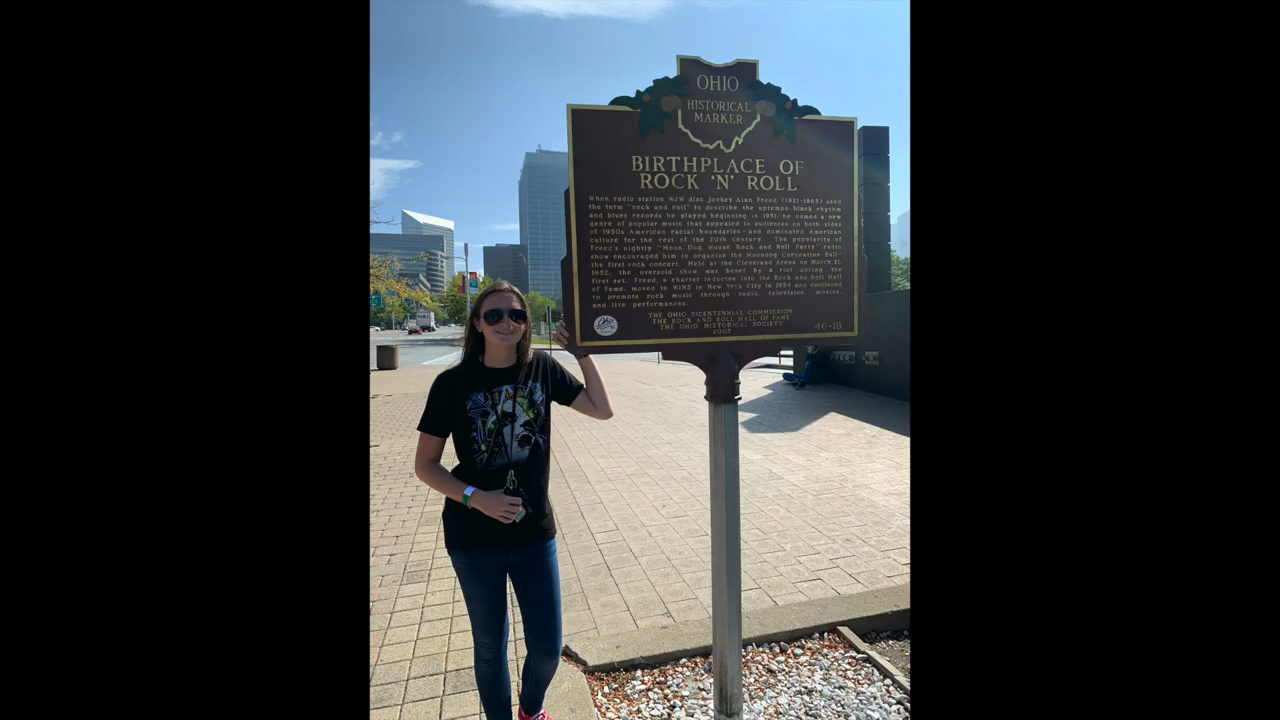 OHIO
HISTORICAL
MARKER
BIRTHPLACE OF
ROCK 'N' ROLL
When radio station WJW disc jockey Alan Freed (1921-1965) used
the term "rock and roll" to describe the uptempo black rhythm
and blues records he played beginning in 1951, he named a new
genre of popular music that appealed to audiences on both sides
of 1950s American racial boundaries—and dominated American
culture for the rest of the 20th century. The popularity of
Freed's nightly "Moon Dog House Rock and Roll Party" radio
show encouraged him to organize the Moondog Coronation Ball—
the first rock concert. Held at the Cleveland Arena on March 21,
1952, the oversold show was beset by a riot during the
first set. Freed, a charter inductee into the Rock and Roll Hall
of Fame, moved to WINS in New York City in 1954 and continued
to promote rock music through radio, television, movies,
and live performances.
THE OHIO BICENTENNIAL COMMISSION
THE ROCK AND ROLL HALL OF FAME
THE OHIO HISTORICAL SOCIETY
2003
46-18
Ohio